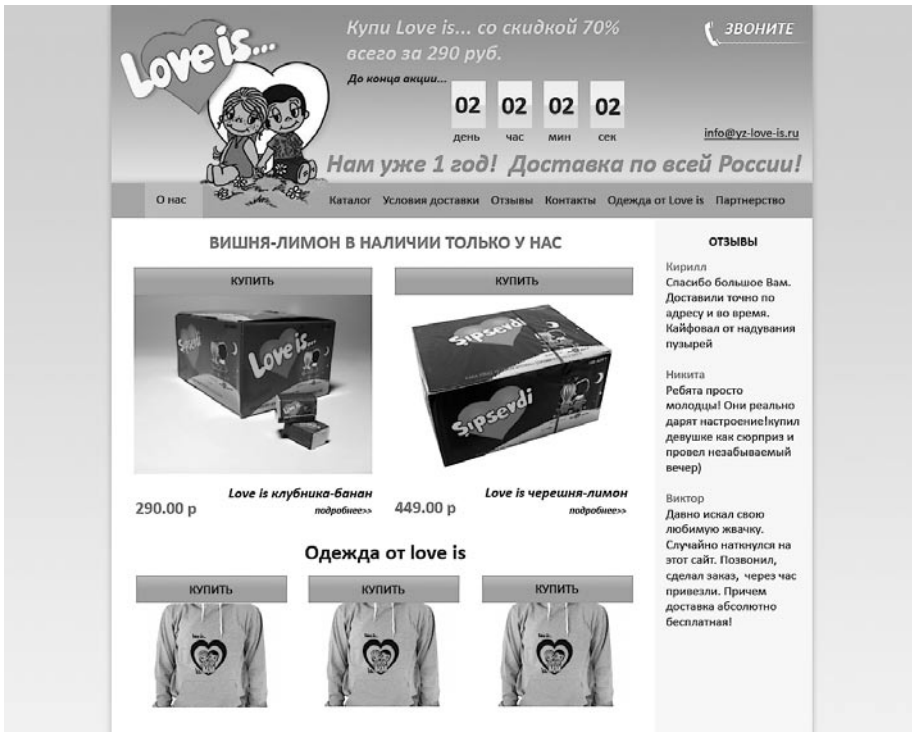 Love is...
Купи Love is... со скидкой 70%
всего за 290 руб.
ЗВОНИТЕ
До конца акции...
02 02 02 02
день час мин сек
info@yz-love-is.ru
Нам уже 1 год! Доставка по всей России!
О нас Каталог Условия доставки Отзывы Контакты Одежда от Love is Партнерство
ВИШНЯ-ЛИМОН В НАЛИЧИИ ТОЛЬКО У НАС
КУПИТЬ КУПИТЬ
Şıpsevdi Love is...
Şıpsevdi
Şıpsevdi
290.00 р
Love is клубника-банан
подробнее>>
449.00 р
Love is черешня-лимон
подробнее>>
Одежда от love is
КУПИТЬ КУПИТЬ КУПИТЬ
ОТЗЫВЫ
Кирилл
Спасибо большое Вам.
Доставили точно по
адресу и во время.
Кайфовал от надувания
пузырей
Никита
Ребята просто
молодцы! Они реально
дарят настроение!купил
девушке как сюрприз и
провел незабываемый
вечер)
Виктор
Давно искал свою
любимую жвачку.
Случайно наткнулся на
этот сайт. Позвонил,
сделал заказ, через час
привезли. Причем
доставка абсолютно
бесплатная!